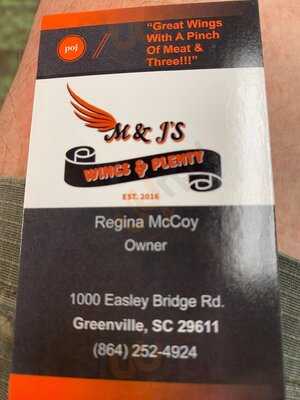 poj
"Great Wings
With A Pinch
Of Meat &
Three!!!"
M & J'S
WINGS & PLENTY
EST. 2016
Regina McCoy
Owner
1000 Easley Bridge Rd.
Greenville, SC 29611
(864) 252-4924